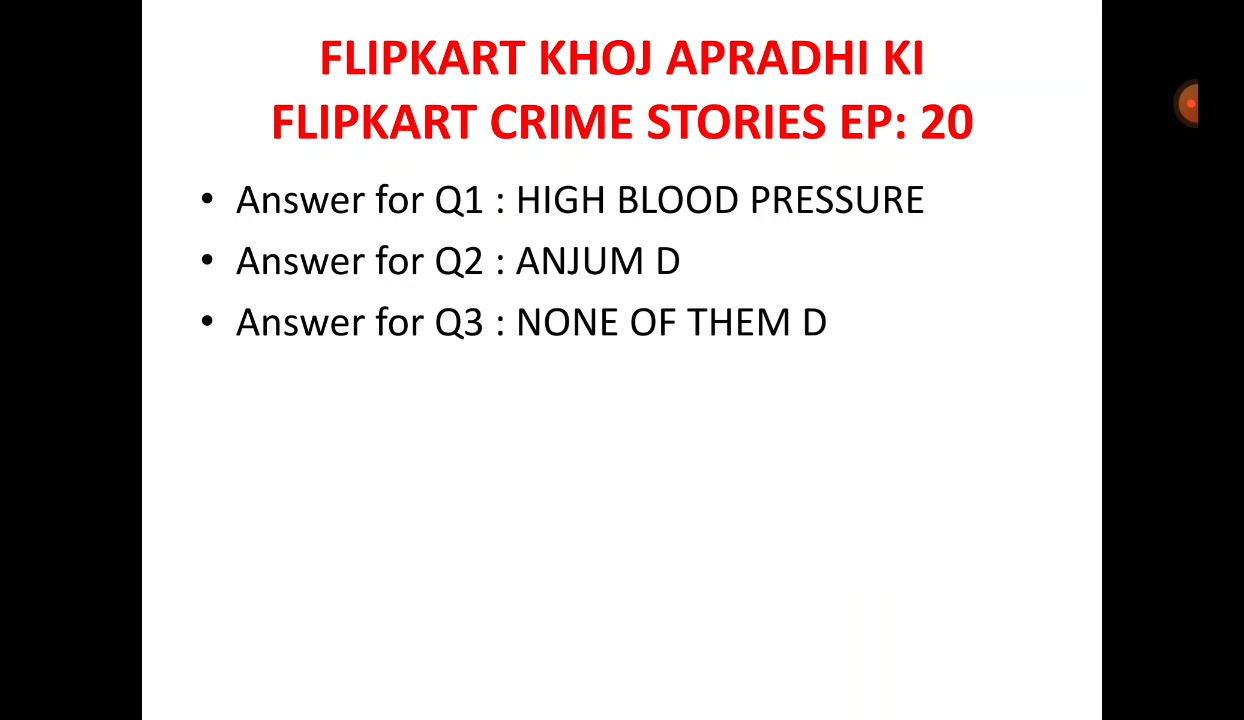 FLIPKART KHOJ APRADHI KI
FLIPKART CRIME STORIES EP: 20
• Answer for Q1 : HIGH BLOOD PRESSURE
• Answer for Q2 : ANJUM D
• Answer for Q3 : NONE OF THEM D